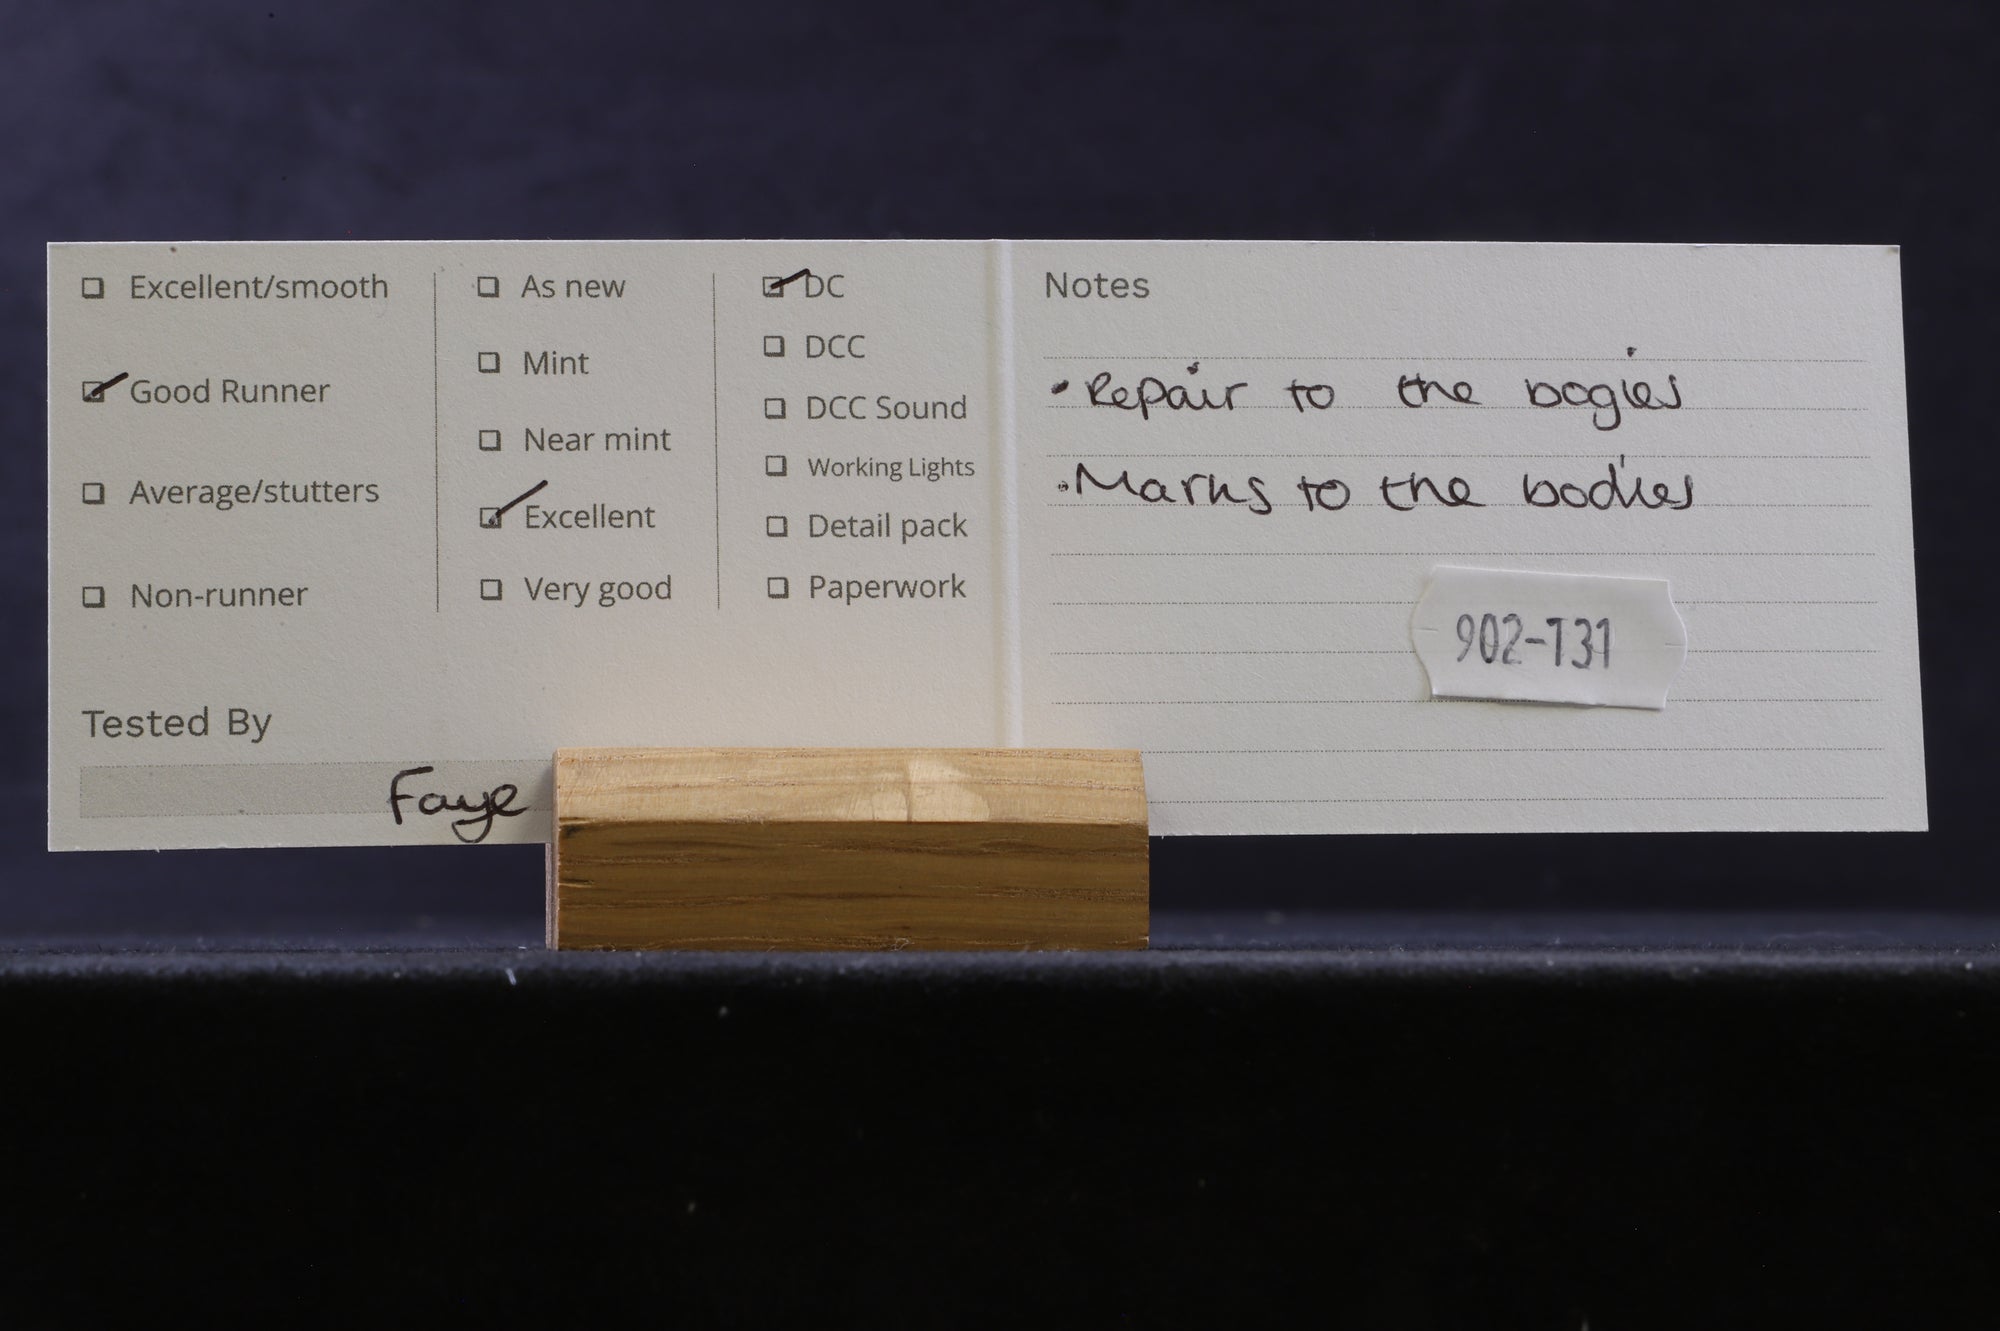 Excellent/smooth
Good Runner
Average/stutters
Non-runner
As new
Mint
Near mint
Excellent
Very good
DC
DCC
DCC Sound
Working Lights
Detail pack
Paperwork
Tested By
Faye
Notes
• Repair to the bogies
• Marks to the bodies
902-T31